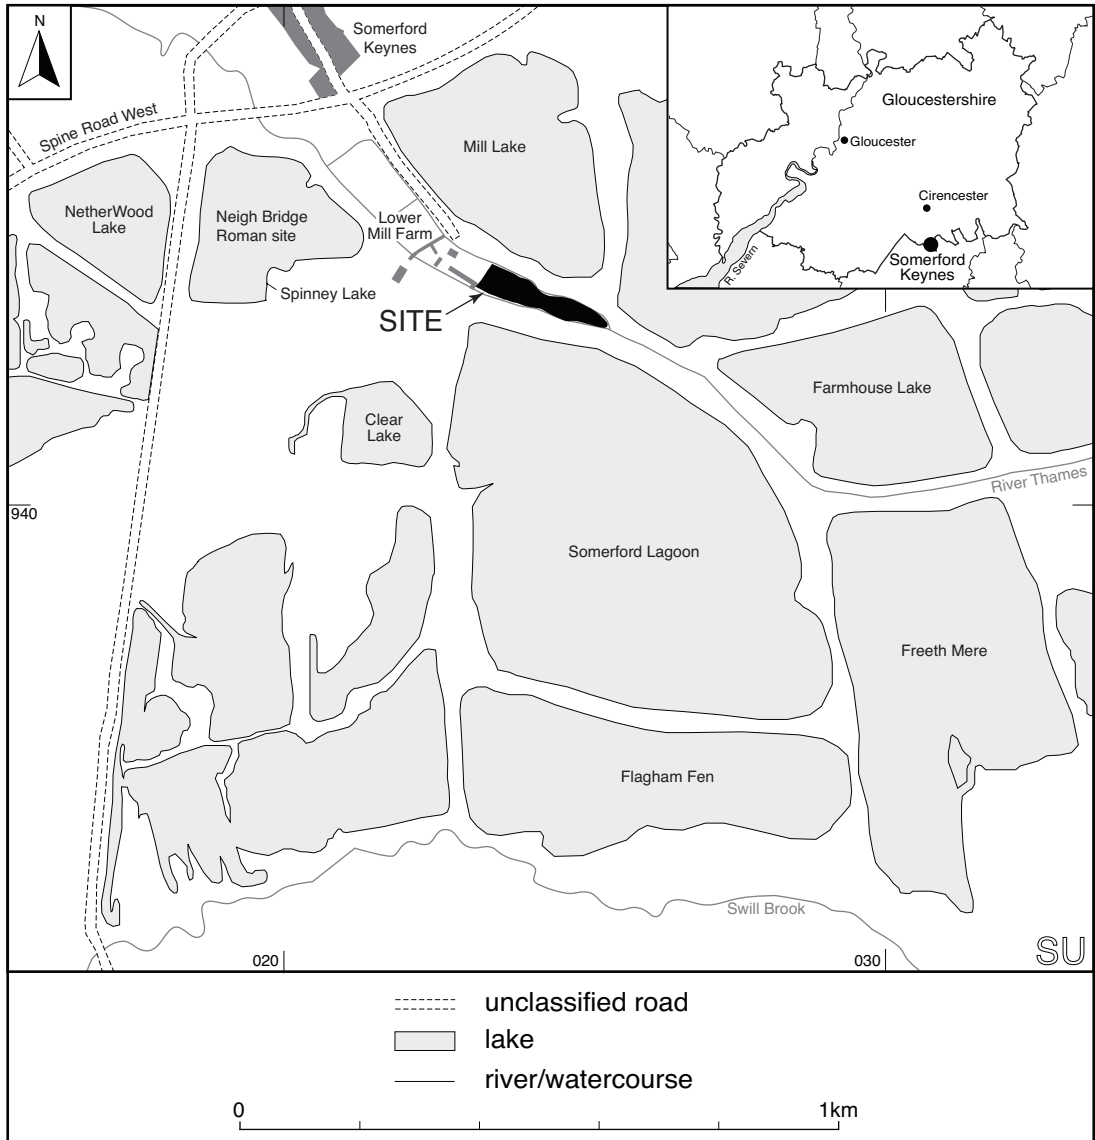 N
Somerford
Keynes
Spine Road West
Mill Lake
NetherWood
Lake
Neigh Bridge
Roman site
Lower
Mill Farm
Spinney Lake
SITE
Gloucestershire
Gloucester
Cirencester
Somerford
Keynes
R. Severn
Farmhouse Lake
Clear
Lake
River Thames
940
Somerford Lagoon
Freeth Mere
Flagham Fen
Swill Brook
020
030
SU
unclassified road
lake
river/watercourse
0
1km